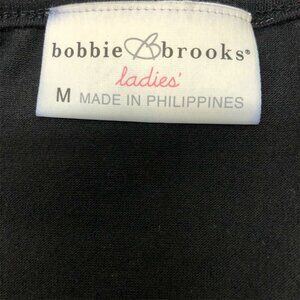 bobbie B brooks®
ladies'
M MADE IN PHILIPPINES